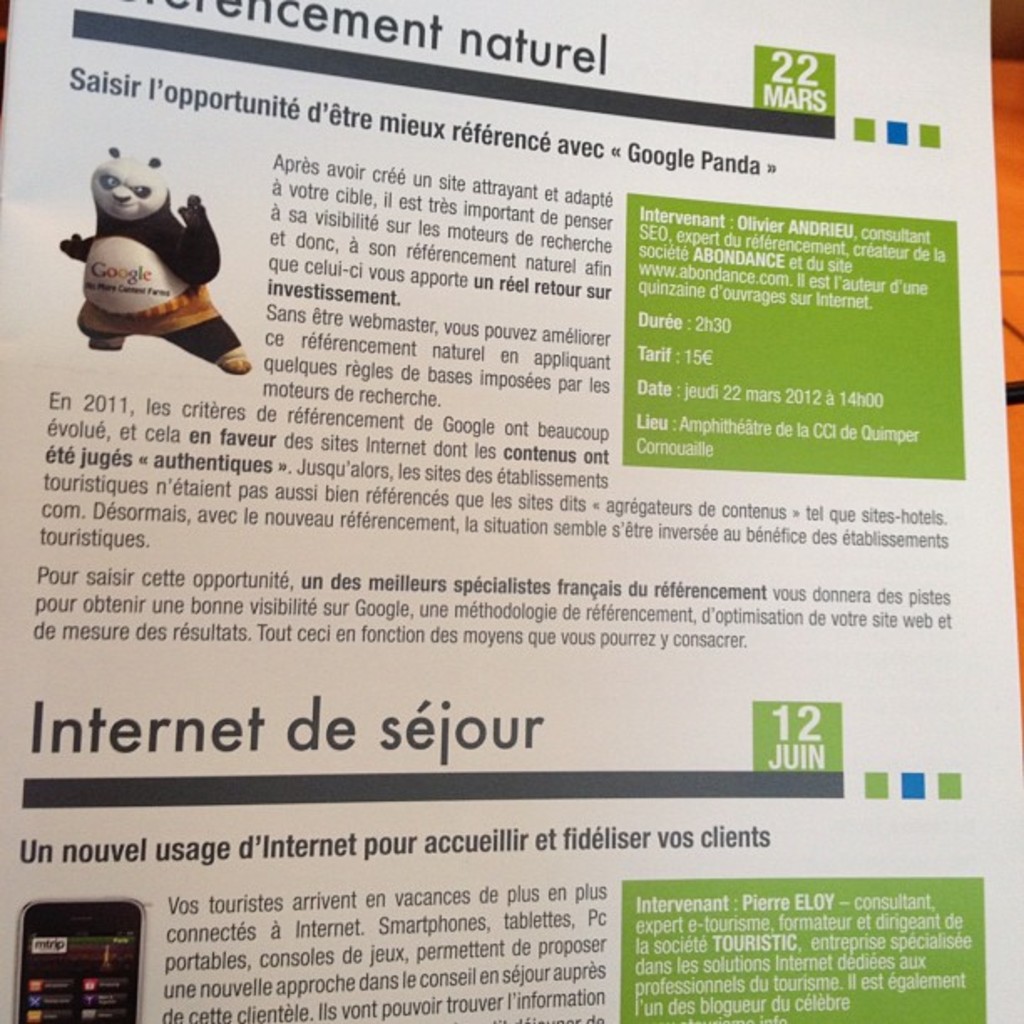 férencement naturel
22
MARS
Saisir l'opportunité d'être mieux référencé avec « Google Panda »
Google
No More Content Farms
Après avoir créé un site attrayant et adapté
à votre cible, il est très important de penser
à sa visibilité sur les moteurs de recherche
et donc, à son référencement naturel afin
que celui-ci vous apporte un réel retour sur
investissement.
Sans être webmaster, vous pouvez améliorer
ce référencement naturel en appliquant
quelques règles de bases imposées par les
moteurs de recherche.
En 2011, les critères de référencement de Google ont beaucoup
évolué, et cela en faveur des sites Internet dont les contenus ont
été jugés « authentiques ». Jusqu'alors, les sites des établissements
touristiques n'étaient pas aussi bien référencés que les sites dits « agrégateurs de contenus » tel que sites-hotels.
com. Désormais, avec le nouveau référencement, la situation semble s'être inversée au bénéfice des établissements
touristiques.
Pour saisir cette opportunité, un des meilleurs spécialistes français du référencement vous donnera des pistes
pour obtenir une bonne visibilité sur Google, une méthodologie de référencement, d'optimisation de votre site web et
de mesure des résultats. Tout ceci en fonction des moyens que vous pourrez y consacrer.
Intervenant : Olivier ANDRIEU, consultant
SEO, expert du référencement, créateur de la
société ABONDANCE et du site
www.abondance.com. Il est l'auteur d'une
quinzaine d'ouvrages sur Internet.
Durée : 2h30
Tarif : 15€
Date : jeudi 22 mars 2012 à 14h00
Lieu : Amphithéâtre de la CCI de Quimper
Cornouaille
Internet de séjour
12
JUIN
Un nouvel usage d'Internet pour accueillir et fidéliser vos clients
mtrip
Paris
Vos touristes arrivent en vacances de plus en plus
connectés à Internet. Smartphones, tablettes, Pc
portables, consoles de jeux, permettent de proposer
une nouvelle approche dans le conseil en séjour auprès
de cette clientèle. Ils vont pouvoir trouver l'information
Intervenant : Pierre ELOY – consultant,
expert e-tourisme, formateur et dirigeant de
la société TOURISTIC, entreprise spécialisée
dans les solutions Internet dédiées aux
professionnels du tourisme. Il est également
l'un des blogueur du célèbre